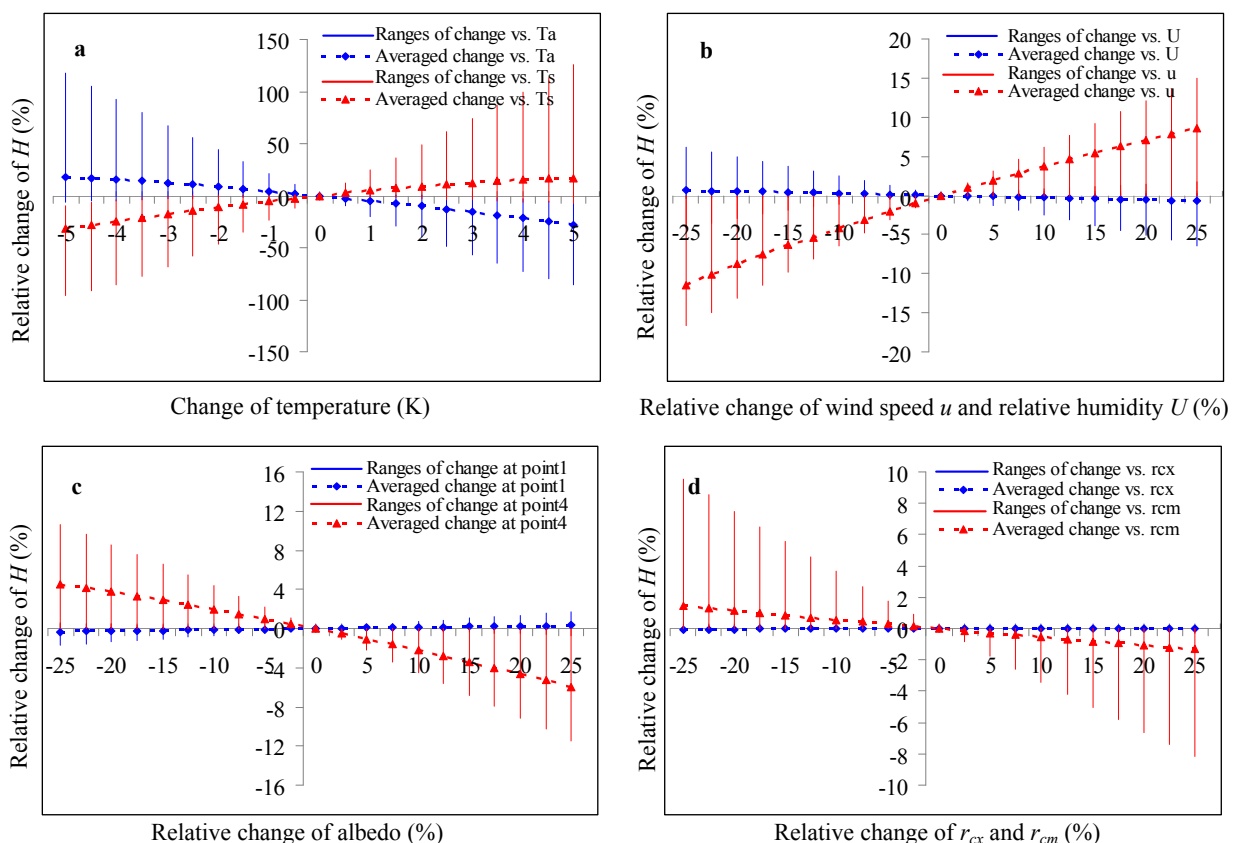 a
Relative change of H (%)
150
100
50
0
-50
-100
-150
-5 -4 -3 -2 -1 0 1 2 3 4 5
Ranges of change vs. Ta
Averaged change vs. Ta
Ranges of change vs. Ts
Averaged change vs. Ts
Change of temperature (K)
b
Relative change of H (%)
20
15
10
5
0
-5
-10
-15
-20
-25 -20 -15 -10 -5 0 5 10 15 20 25
Ranges of change vs. U
Averaged change vs. U
Ranges of change vs. u
Averaged change vs. u
Relative change of wind speed u and relative humidity U (%)
c
Relative change of H (%)
16
12
8
4
0
-4
-8
-12
-16
-25 -20 -15 -10 -5 0 5 10 15 20 25
Ranges of change at point1
Averaged change at point1
Ranges of change at point4
Averaged change at point4
Relative change of albedo (%)
d
Relative change of H (%)
10
8
6
4
2
0
-2
-4
-6
-8
-10
-25 -20 -15 -10 -5 0 5 10 15 20 25
Ranges of change vs. rcx
Averaged change vs. rcx
Ranges of change vs. rcm
Averaged change vs. rcm
Relative change of rcx and rcm (%)